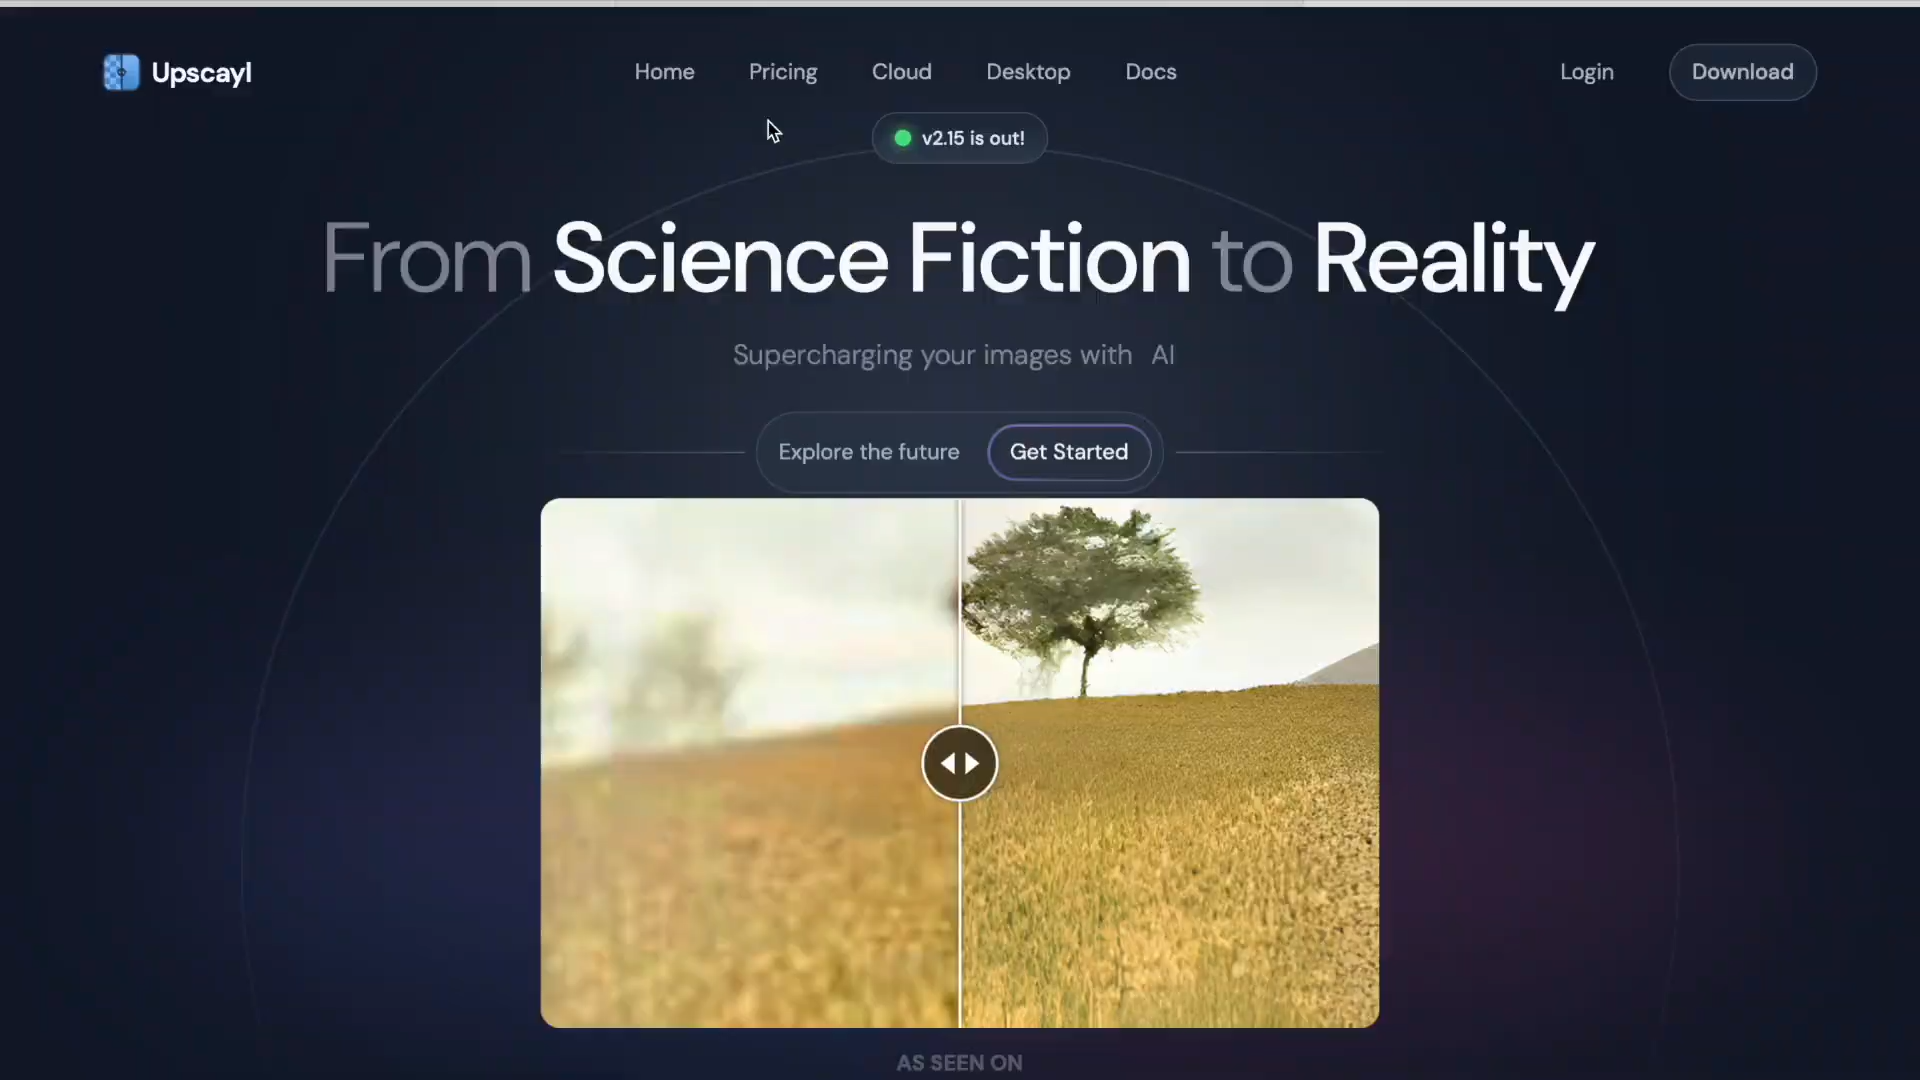 Upscayl
Home Pricing Cloud Desktop Docs
Login Download
v2.15 is out!
From Science Fiction to Reality
Supercharging your images with AI
Explore the future Get Started
AS SEEN ON